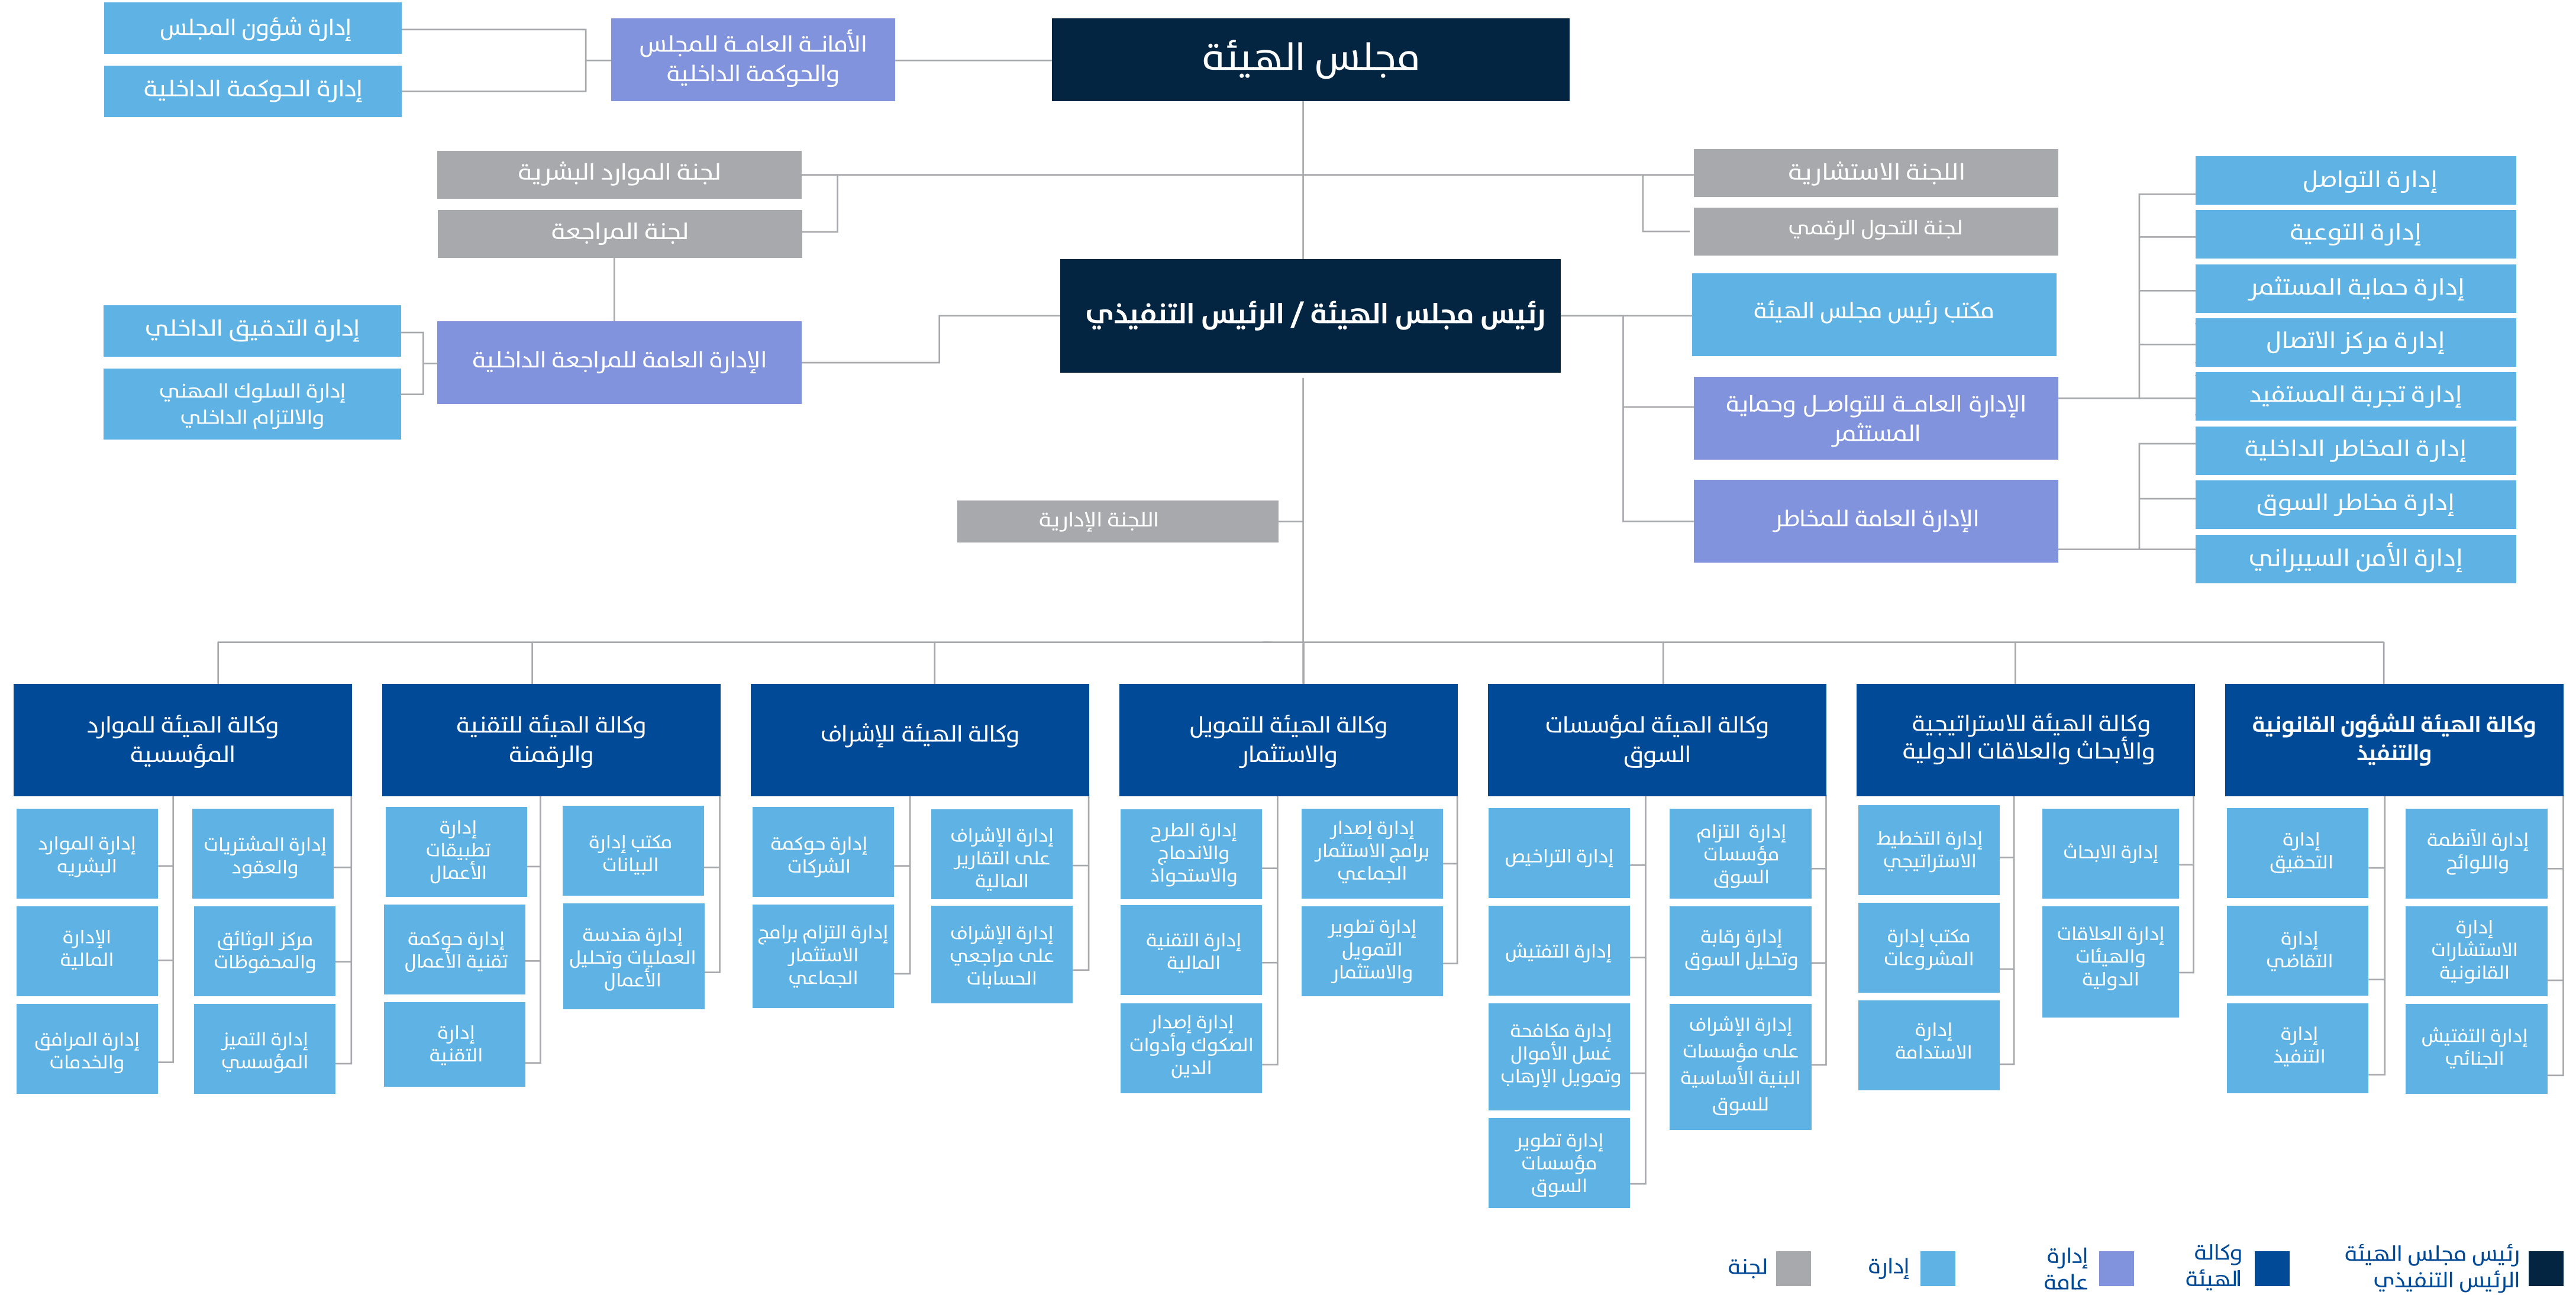 مجلس الهيئة
الأمانة العامة للمجلس
والحوكمة الداخلية
إدارة شؤون المجلس
إدارة الحوكمة الداخلية
اللجنة الاستشارية
لجنة التحول الرقمي
لجنة الموارد البشرية
لجنة المراجعة
رئيس مجلس الهيئة / الرئيس التنفيذي
مكتب رئيس مجلس الهيئة
الإدارة العامة للتواصل وحماية
المستثمر
الإدارة العامة للمخاطر
إدارة التواصل
إدارة التوعية
إدارة حماية المستثمر
إدارة مركز الاتصال
إدارة تجربة المستفيد
إدارة المخاطر الداخلية
إدارة مخاطر السوق
إدارة الأمن السيبراني
الإدارة العامة للمراجعة الداخلية
إدارة التدقيق الداخلي
إدارة السلوك المهني
والالتزام الداخلي
اللجنة الإدارية
وكالة الهيئة للشؤون القانونية
والتنفيذ
إدارة الأنظمة
واللوائح
إدارة
الاستشارات
القانونية
إدارة التفتيش
الجنائي
إدارة
التحقيق
إدارة
التقاضي
إدارة
التنفيذ
وكالة الهيئة للاستراتيجية
والأبحاث والعلاقات الدولية
إدارة الابحاث
إدارة العلاقات
والهيئات
الدولية
إدارة التخطيط
الاستراتيجي
مكتب إدارة
المشروعات
إدارة
الاستدامة
وكالة الهيئة لمؤسسات
السوق
إدارة التزام
مؤسسات
السوق
إدارة رقابة
وتحليل السوق
إدارة الإشراف
على مؤسسات
البنية الأساسية
للسوق
إدارة التراخيص
إدارة التفتيش
إدارة مكافحة
غسل الأموال
وتمويل الإرهاب
إدارة تطوير
مؤسسات
السوق
وكالة الهيئة للتمويل
والاستثمار
إدارة إصدار
برامج الاستثمار
الجماعي
إدارة تطوير
التمويل
والاستثمار
إدارة الطرح
والاندماج
والاستحواذ
إدارة التقنية
المالية
إدارة إصدار
الصكوك وأدوات
الدين
وكالة الهيئة للإشراف
إدارة الإشراف
على التقارير
المالية
إدارة الإشراف
على مراجعي
الحسابات
إدارة حوكمة
الشركات
إدارة التزام برامج
الاستثمار
الجماعي
وكالة الهيئة للتقنية
والرقمنة
مكتب إدارة
البيانات
إدارة هندسة
العمليات وتحليل
الأعمال
إدارة
تطبيقات
الأعمال
إدارة حوكمة
تقنية الأعمال
إدارة
التقنية
وكالة الهيئة للموارد
المؤسسية
إدارة المشتريات
والعقود
مركز الوثائق
والمحفوظات
إدارة التميز
المؤسسي
إدارة الموارد
البشريه
الإدارة
المالية
إدارة المرافق
والخدمات
رئيس مجلس الهيئة
الرئيس التنفيذي
وكالة
الهيئة
إدارة
عامة
إدارة
لجنة